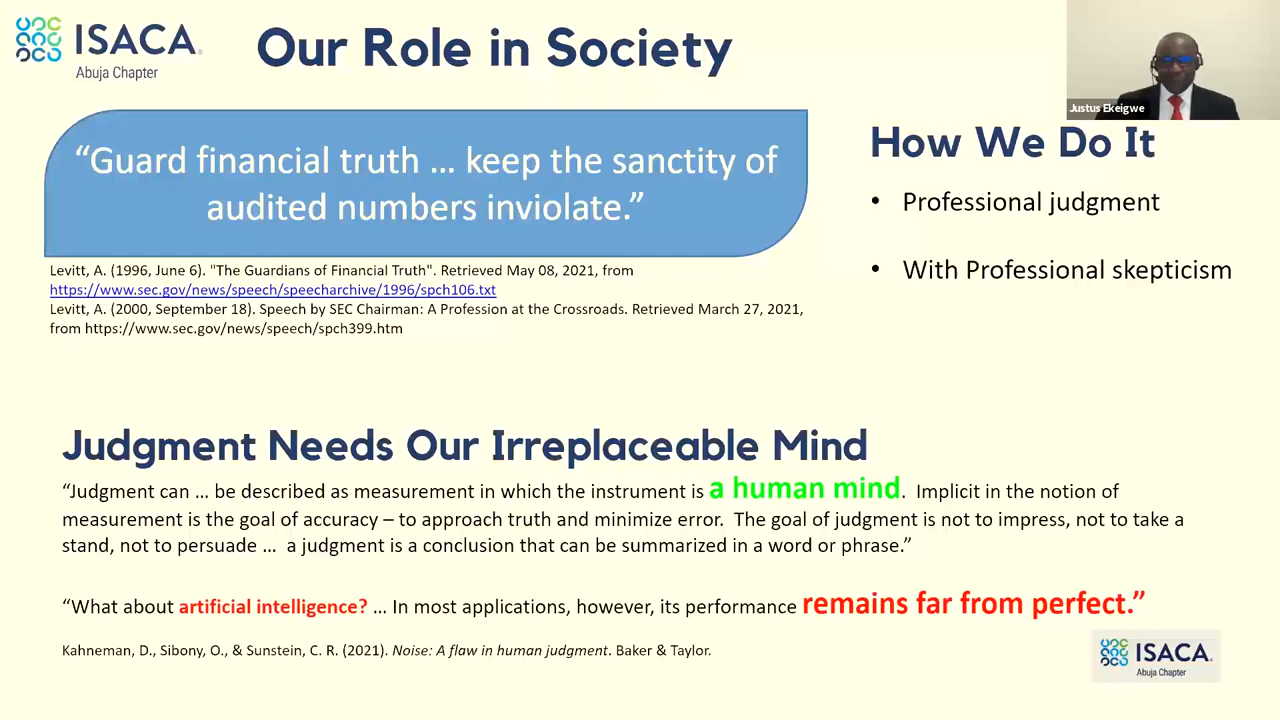 ISACA
Abuja Chapter
Our Role in Society
Justus Ekeigwe
“Guard financial truth … keep the sanctity of
audited numbers inviolate.”
Levitt, A. (1996, June 6). "The Guardians of Financial Truth". Retrieved May 08, 2021, from
https://www.sec.gov/news/speech/speecharchive/1996/spch106.txt
Levitt, A. (2000, September 18). Speech by SEC Chairman: A Profession at the Crossroads. Retrieved March 27, 2021,
from https://www.sec.gov/news/speech/spch399.htm
How We Do It
• Professional judgment
• With Professional skepticism
Judgment Needs Our Irreplaceable Mind
“Judgment can … be described as measurement in which the instrument is a human mind. Implicit in the notion of
measurement is the goal of accuracy – to approach truth and minimize error. The goal of judgment is not to impress, not to take a
stand, not to persuade … a judgment is a conclusion that can be summarized in a word or phrase.”
“What about artificial intelligence? … In most applications, however, its performance remains far from perfect.”
Kahneman, D., Sibony, O., & Sunstein, C. R. (2021). Noise: A flaw in human judgment. Baker & Taylor.
ISACA.
Abuja Chapter